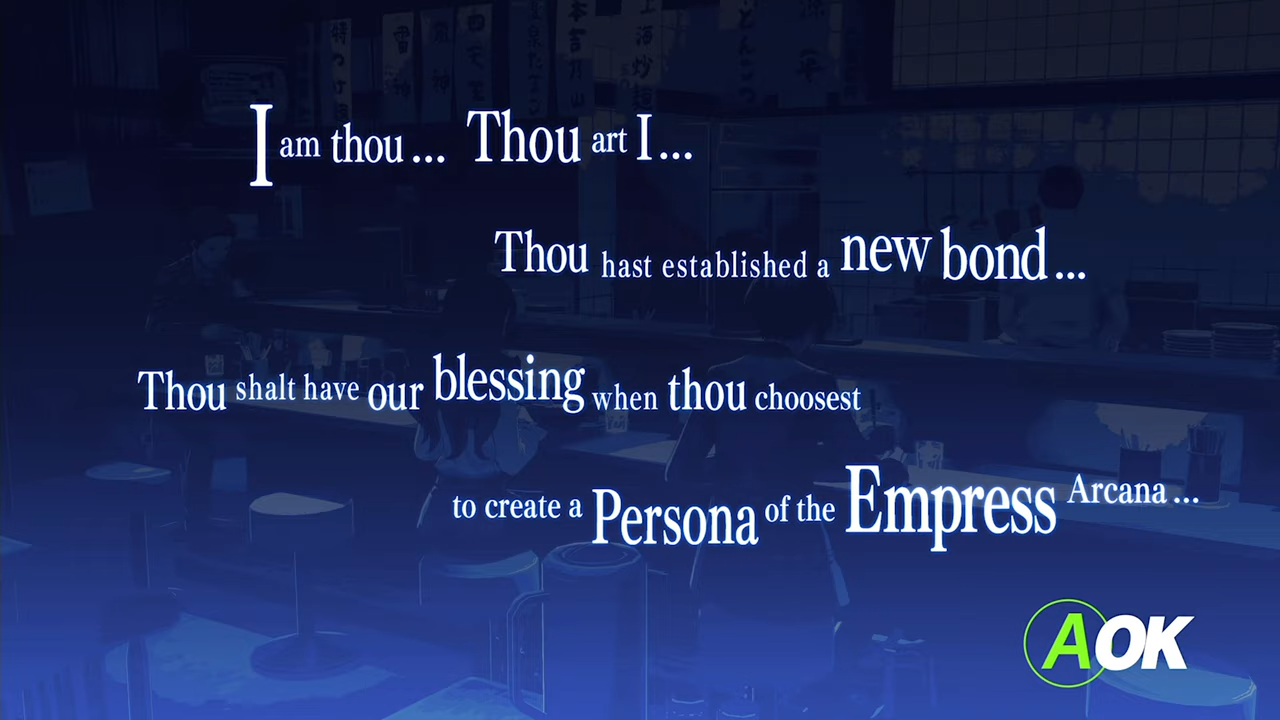 I am thou... Thou art I...
Thou hast established a new bond...
Thou shalt have our blessing when thou choosest
to create a Persona of the Empress Arcana...
A OK